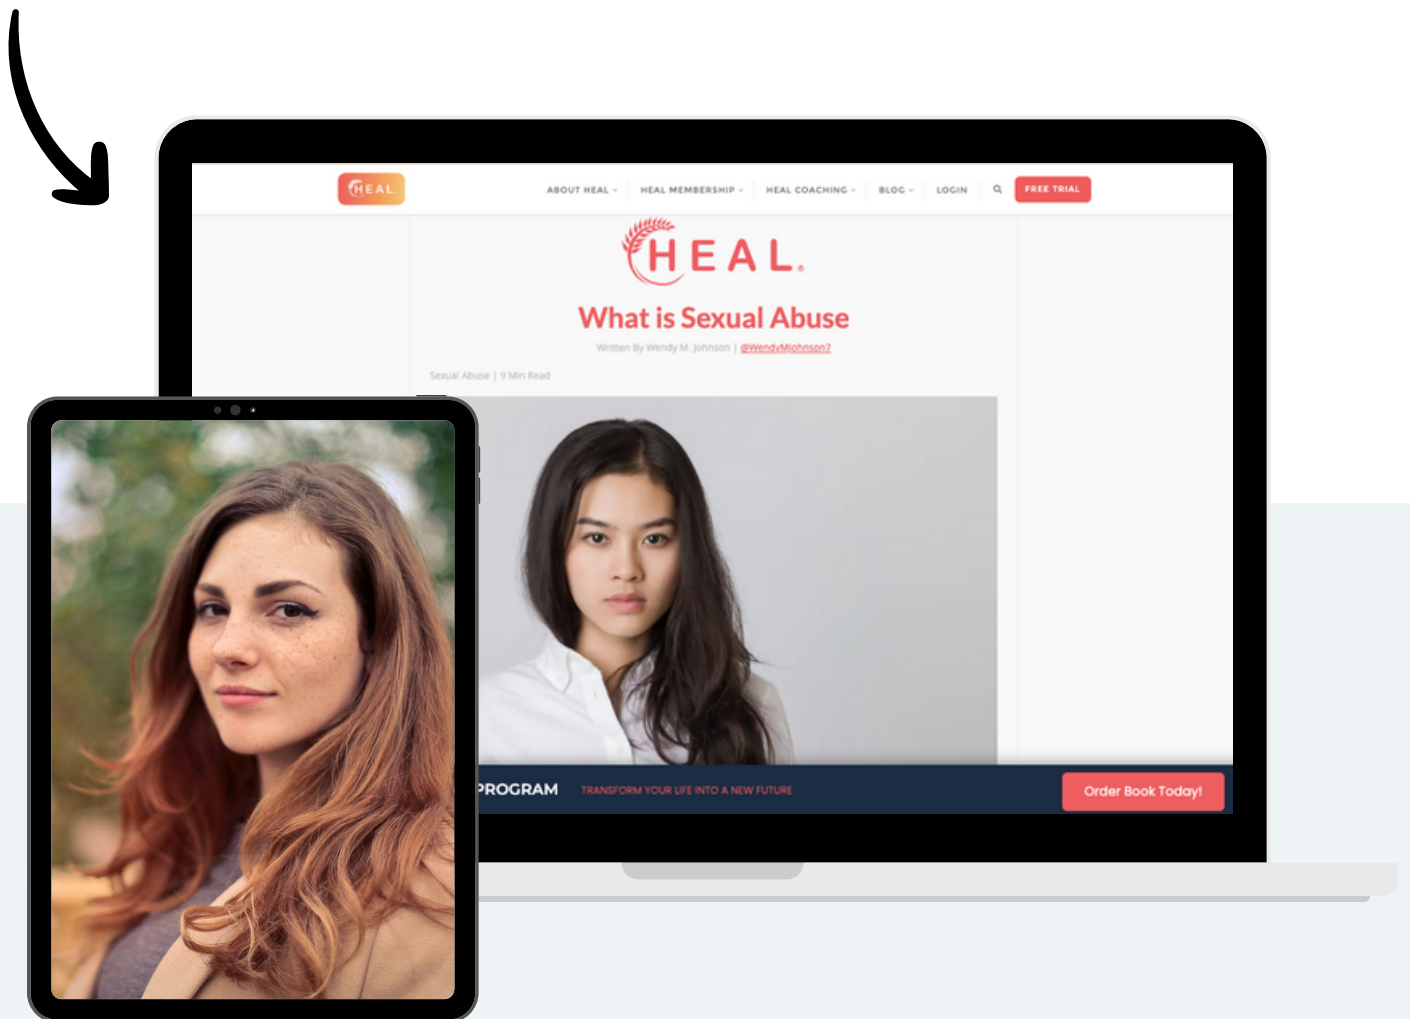 HEAL
ABOUT HEAL
HEAL MEMBERSHIP
HEAL COACHING
BLOG
LOGIN
FREE TRIAL
HEAL®
What is Sexual Abuse
Written By Wendy M. Johnson | @WendyMJohnson7
Sexual Abuse | 9 Min Read
PROGRAM
TRANSFORM YOUR LIFE INTO A NEW FUTURE
Order Book Today!